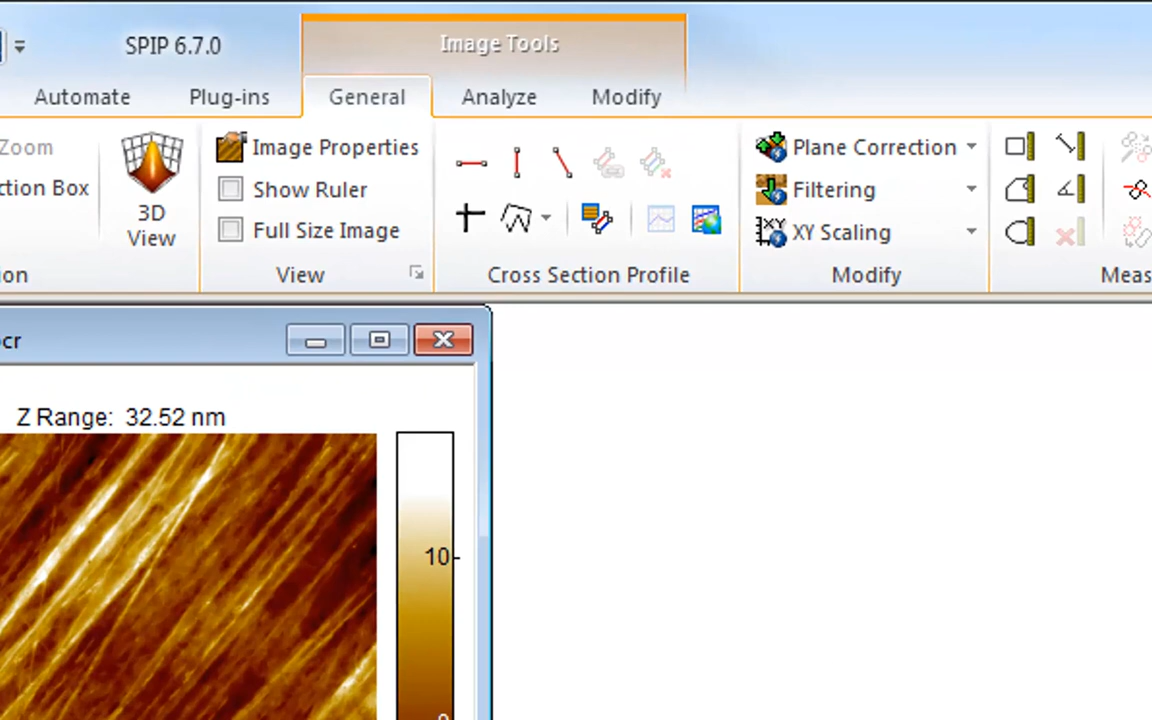 SPIP 6.7.0
Image Tools
Automate Plug-ins General Analyze Modify
Zoom
ction Box
3D
View
Image Properties
Show Ruler
Full Size Image
Plane Correction
Filtering
XY Scaling
on View Cross Section Profile Modify Meas
ocr
Z Range: 32.52 nm
10